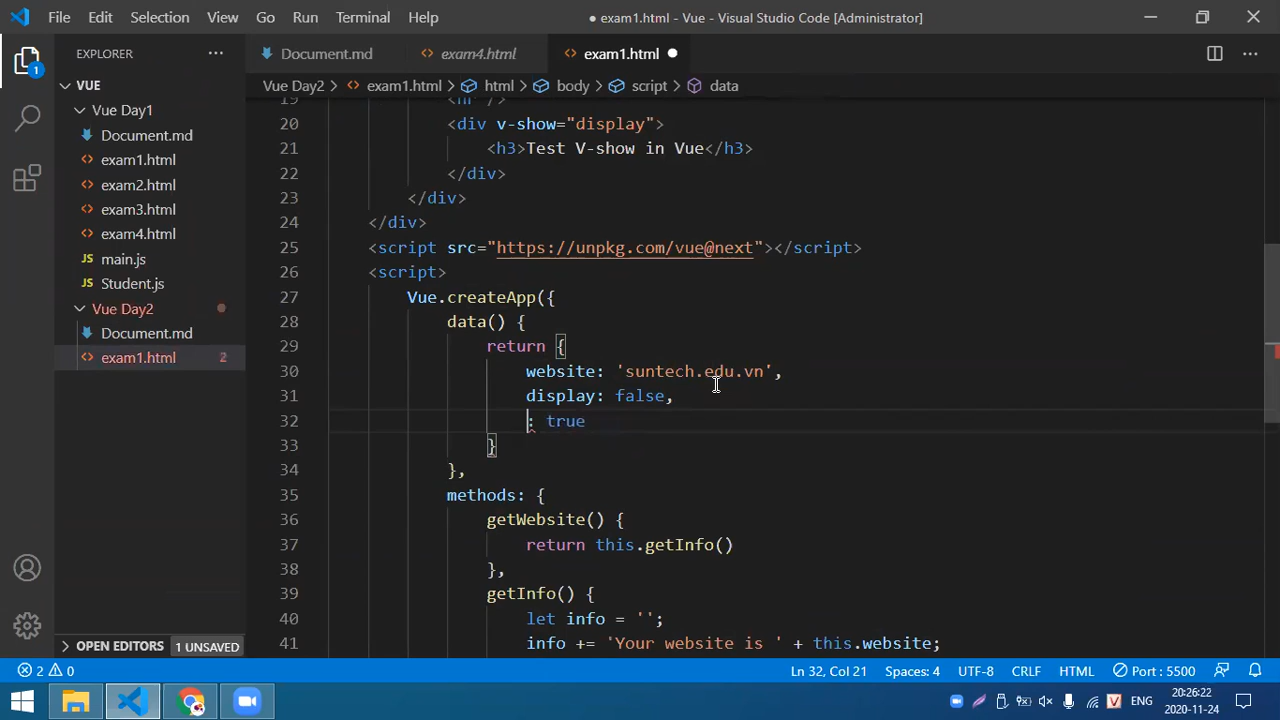 File Edit Selection View Go Run Terminal Help ● exam1.html - Vue - Visual Studio Code [Administrator]
EXPLORER ···
Document.md exam4.html exam1.html ●
VUE
Vue Day2 > exam1.html > html > body > script > data
Vue Day1
Document.md
exam1.html
exam2.html
exam3.html
exam4.html
main.js
Student.js
Vue Day2
Document.md
exam1.html 2
1
19 <hr />
20 <div v-show="display">
21 <h3>Test V-show in Vue</h3>
22 </div>
23 </div>
24 </div>
25 <script src="https://unpkg.com/vue@next"></script>
26 <script>
27 Vue.createApp({
28 data() {
29 return {
30 website: 'suntech.edu.vn',
31 display: false,
32 : true
33 }
34 },
35 methods: {
36 getWebsite() {
37 return this.getInfo()
38 },
39 getInfo() {
40 let info = '';
41 info += 'Your website is ' + this.website;
OPEN EDITORS 1 UNSAVED
2 0 Ln 32, Col 21 Spaces: 4 UTF-8 CRLF HTML Port : 5500
V ENG 20:26:22
2020-11-24